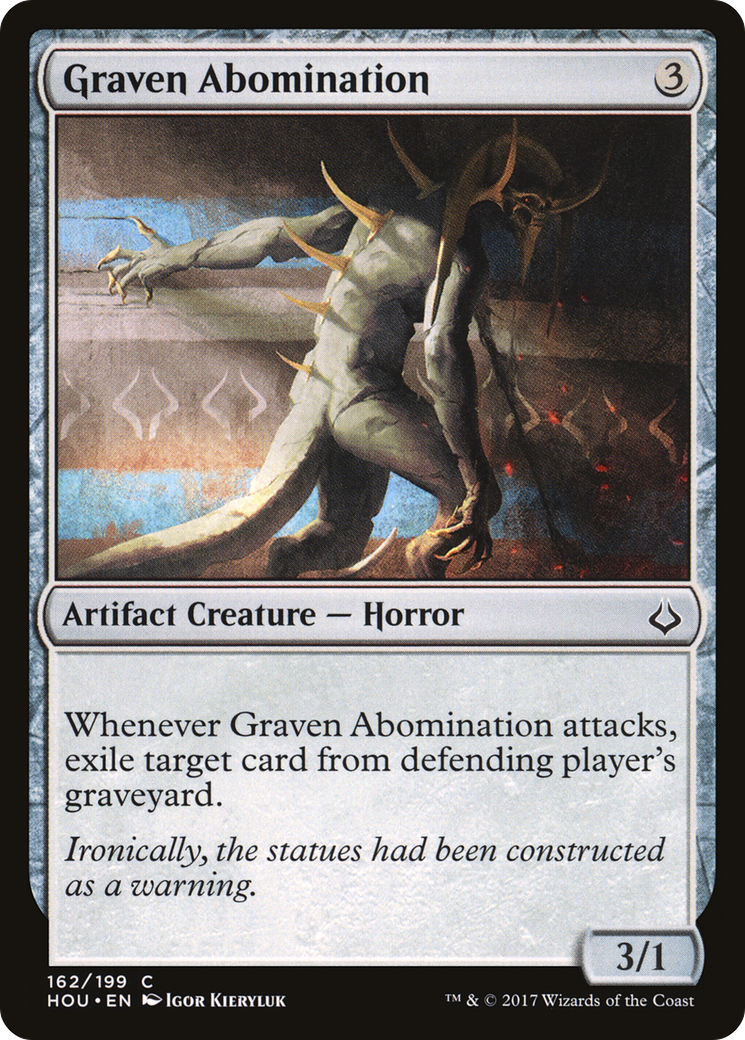 Graven Abomination 3
Artifact Creature — Horror
Whenever Graven Abomination attacks,
exile target card from defending player's
graveyard.
Ironically, the statues had been constructed
as a warning.
3/1
162/199 C
HOU • EN Igor Kieryluk
™ & © 2017 Wizards of the Coast